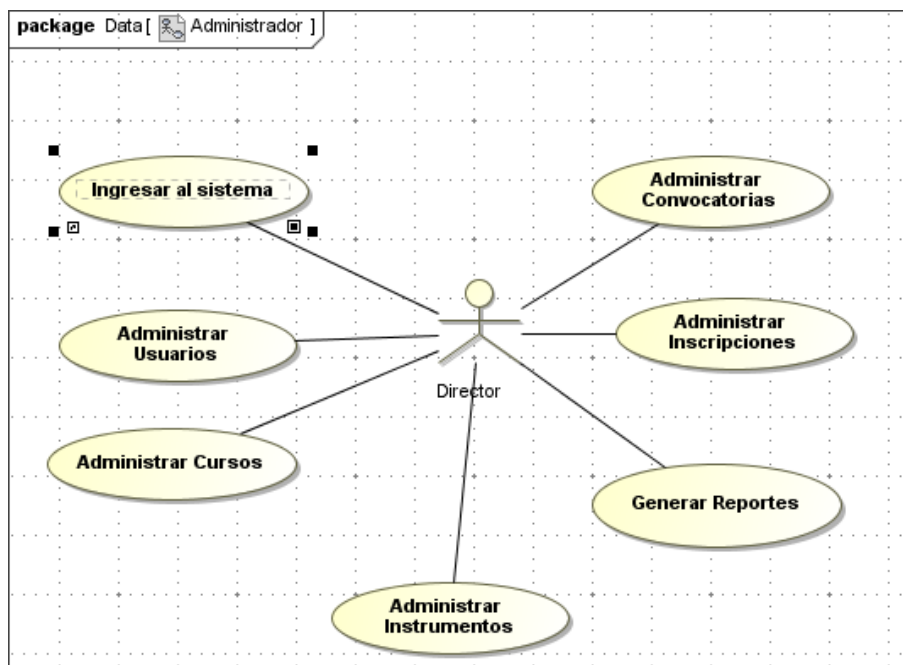 package Data [ Administrador ]
Ingresar al sistema
Administrar
Convocatorias
Administrar
Usuarios
Administrar
Inscripciones
Director
Administrar Cursos
Generar Reportes
Administrar
Instrumentos